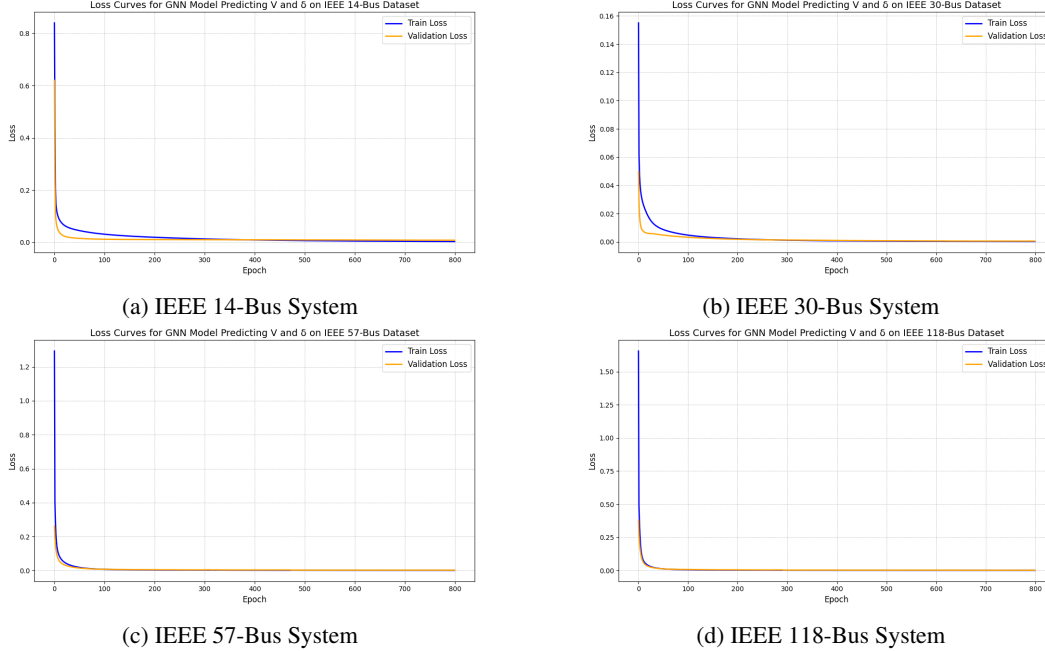 Loss Curves for GNN Model Predicting V and δ on IEEE 14-Bus Dataset
Train Loss
Validation Loss
0.8
0.6
0.4
0.2
0.0
Loss
0 100 200 300 400 500 600 700 800
Epoch
(a) IEEE 14-Bus System
Loss Curves for GNN Model Predicting V and δ on IEEE 30-Bus Dataset
Train Loss
Validation Loss
0.16
0.14
0.12
0.10
0.08
0.06
0.04
0.02
0.00
Loss
0 100 200 300 400 500 600 700 800
Epoch
(b) IEEE 30-Bus System
Loss Curves for GNN Model Predicting V and δ on IEEE 57-Bus Dataset
Train Loss
Validation Loss
1.2
1.0
0.8
0.6
0.4
0.2
0.0
Loss
0 100 200 300 400 500 600 700 800
Epoch
(c) IEEE 57-Bus System
Loss Curves for GNN Model Predicting V and δ on IEEE 118-Bus Dataset
Train Loss
Validation Loss
1.50
1.25
1.00
0.75
0.50
0.25
0.00
Loss
0 100 200 300 400 500 600 700 800
Epoch
(d) IEEE 118-Bus System